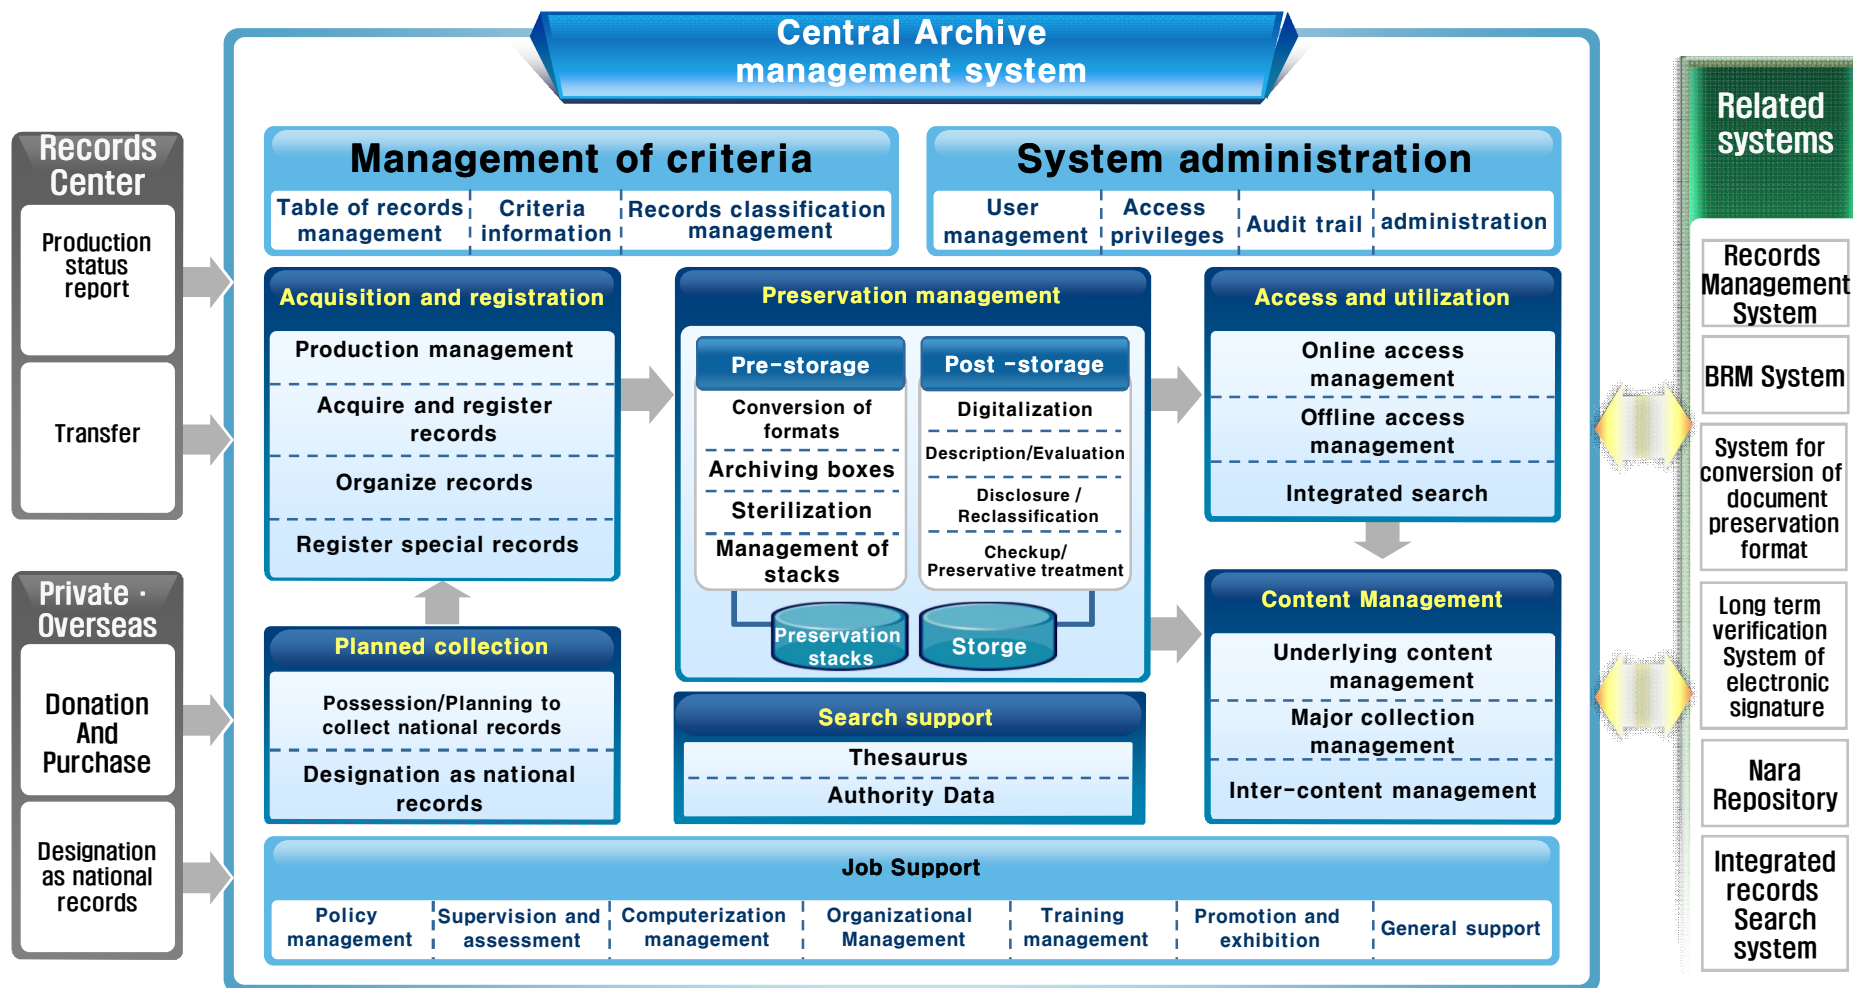 Central Archive
management system
Records
Center
Production
status
report
Transfer
Private ·
Overseas
Donation
And
Purchase
Designation
as national
records
Management of criteria
Table of records
management
Criteria
information
Records classification
management
System administration
User
management
Access
privileges
Audit trail
administration
Acquisition and registration
Production management
Acquire and register
records
Organize records
Register special records
Planned collection
Possession/Planning to
collect national records
Designation as national
records
Preservation management
Pre-storage
Conversion of
formats
Archiving boxes
Sterilization
Management of
stacks
Post -storage
Digitalization
Description/Evaluation
Disclosure /
Reclassification
Checkup/
Preservative treatment
Preservation
stacks
Storge
Search support
Thesaurus
Authority Data
Access and utilization
Online access
management
Offline access
management
Integrated search
Content Management
Underlying content
management
Major collection
management
Inter-content management
Job Support
Policy
management
Supervision and
assessment
Computerization
management
Organizational
Management
Training
management
Promotion and
exhibition
General support
Related
systems
Records
Management
System
BRM System
System for
conversion of
document
preservation
format
Long term
verification
System of
electronic
signature
Nara
Repository
Integrated
records
Search
system